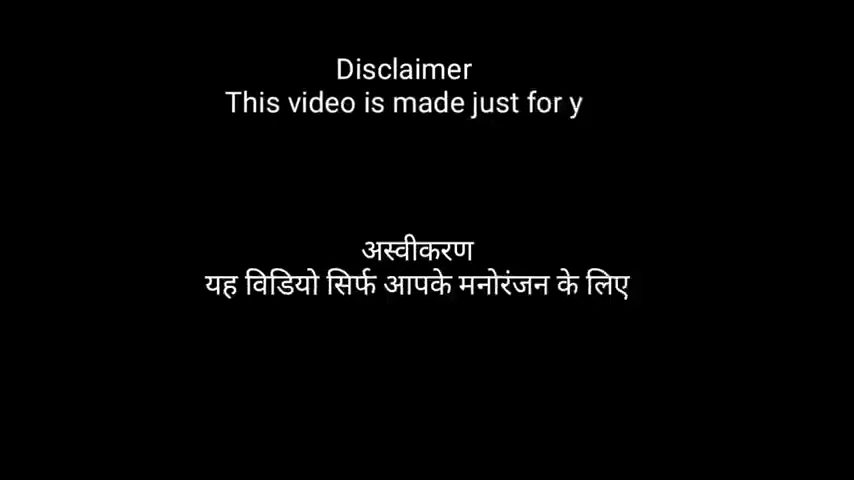 Disclaimer
This video is made just for y
अस्वीकरण
यह विडियो सिर्फ आपके मनोरंजन के लिए